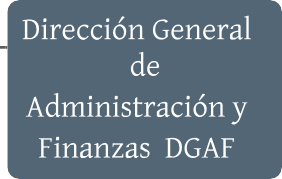 Dirección General
de
Administración y
Finanzas  DGAF